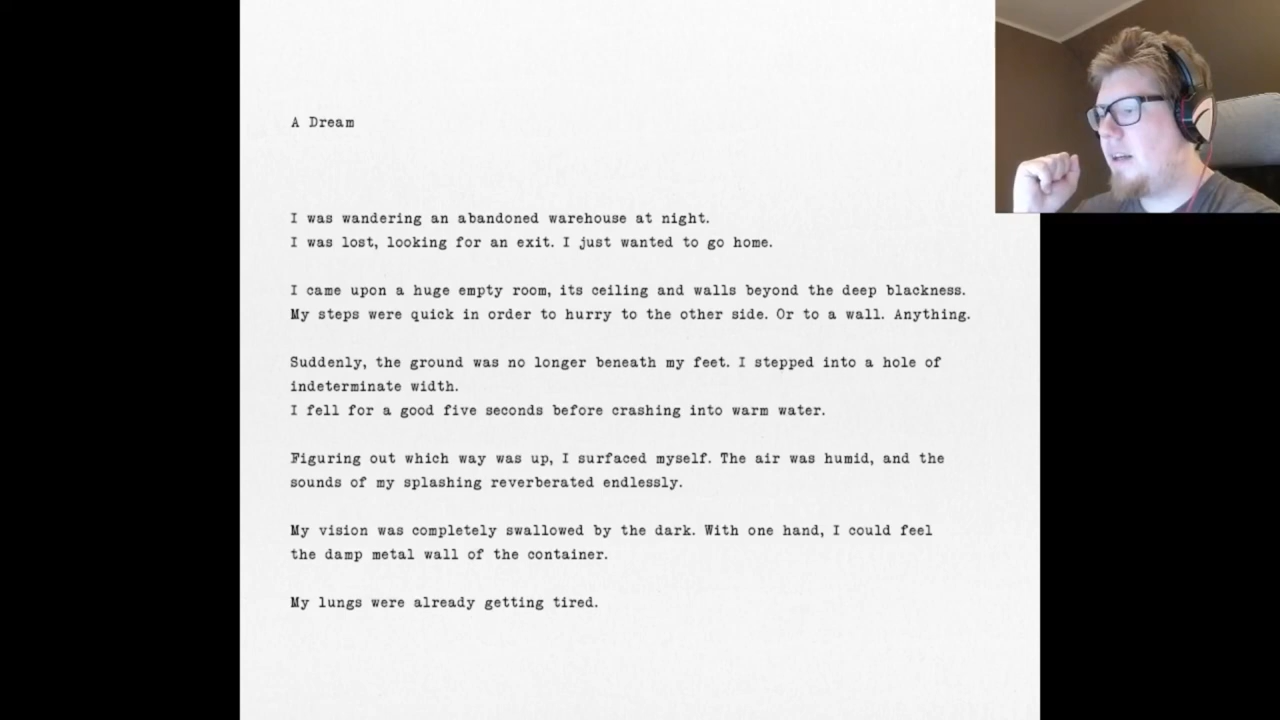 A Dream
I was wandering an abandoned warehouse at night.
I was lost, looking for an exit. I just wanted to go home.
I came upon a huge empty room, its ceiling and walls beyond the deep blackness.
My steps were quick in order to hurry to the other side. Or to a wall. Anything.
Suddenly, the ground was no longer beneath my feet. I stepped into a hole of
indeterminate width.
I fell for a good five seconds before crashing into warm water.
Figuring out which way was up, I surfaced myself. The air was humid, and the
sounds of my splashing reverberated endlessly.
My vision was completely swallowed by the dark. With one hand, I could feel
the damp metal wall of the container.
My lungs were already getting tired.